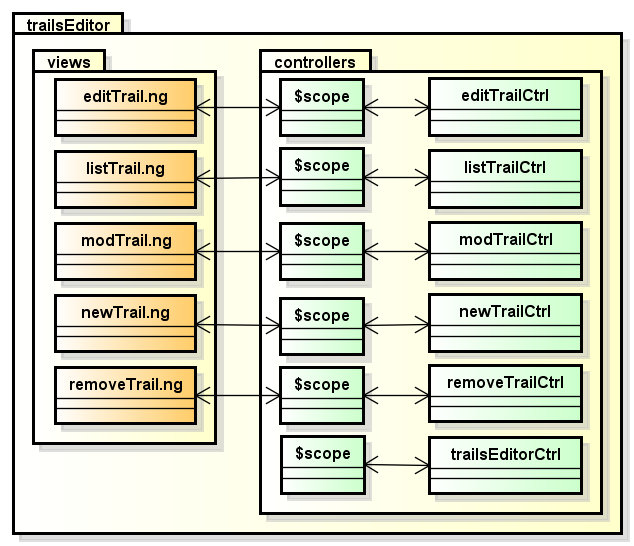 trailsEditor
views
controllers
editTrail.ng
$scope
editTrailCtrl
listTrail.ng
$scope
listTrailCtrl
modTrail.ng
$scope
modTrailCtrl
newTrail.ng
$scope
newTrailCtrl
removeTrail.ng
$scope
removeTrailCtrl
$scope
trailsEditorCtrl